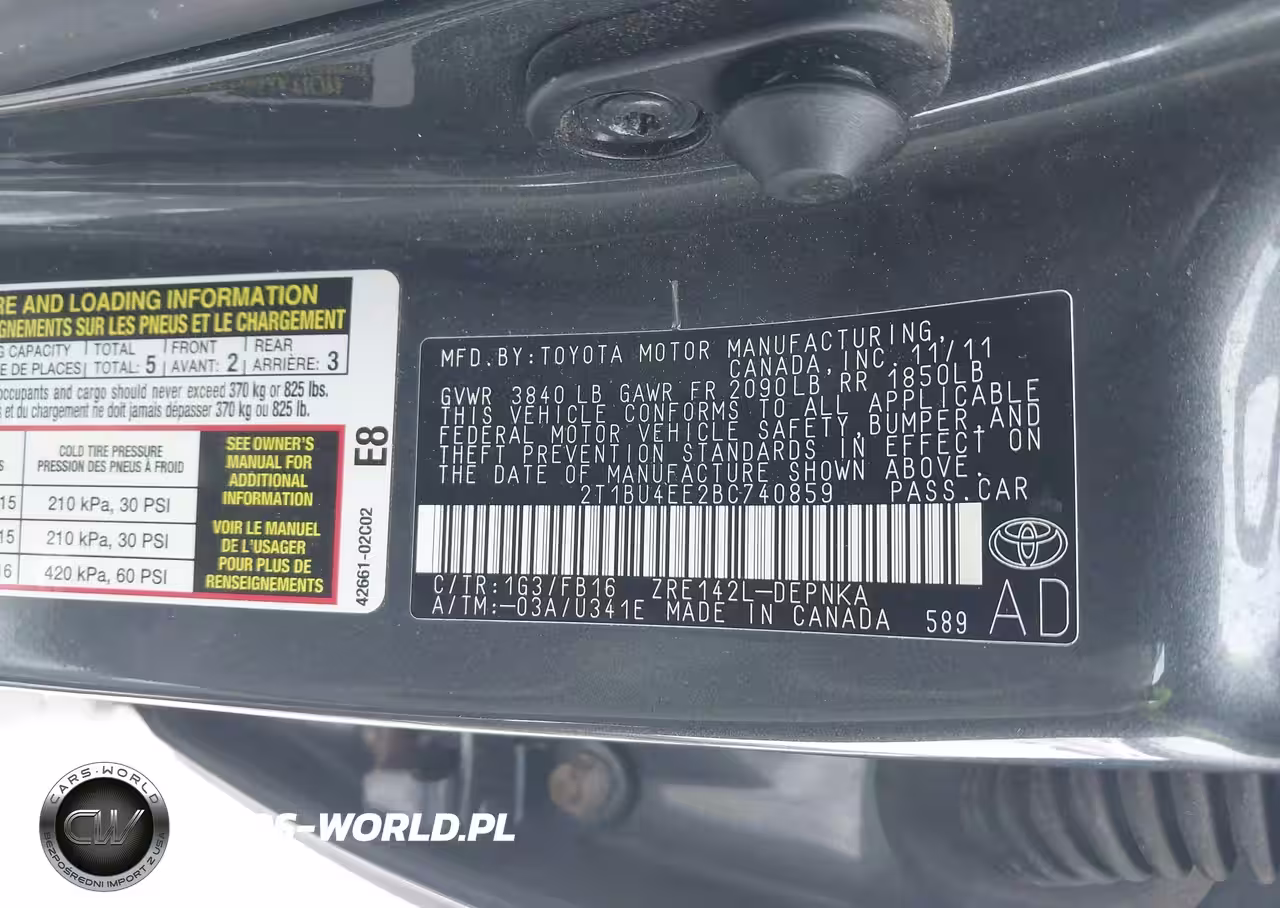 RE AND LOADING INFORMATION
GNEMENTS SUR LES PNEUS ET LE CHARGEMENT
G CAPACITY TOTAL FRONT REAR
E DE PLACES TOTAL: 5 AVANT: 2 ARRIÈRE: 3
occupants and cargo should never exceed 370 kg or 825 lbs.
s et du chargement ne doit jamais dépasser 370 kg ou 825 lb.
S
COLD TIRE PRESSURE
PRESSION DES PNEUS À FROID
15 210 kPa, 30 PSI
15 210 kPa, 30 PSI
16 420 kPa, 60 PSI
SEE OWNER'S
MANUAL FOR
ADDITIONAL
INFORMATION
VOIR LE MANUEL
DE L'USAGER
POUR PLUS DE
RENSEIGNEMENTS
E8
42661-02C02
MFD.BY:TOYOTA MOTOR MANUFACTURING,
CANADA, INC. 11/11
GVWR 3840 LB GAWR FR 2090LB RR 1850LB
THIS VEHICLE CONFORMS TO ALL APPLICABLE
FEDERAL MOTOR VEHICLE SAFETY, BUMPER, AND
THEFT PREVENTION STANDARDS IN EFFECT ON
THE DATE OF MANUFACTURE SHOWN ABOVE.
2T1BU4EE2BC740859 PASS.CAR
C/TR:1G3/FB16 ZRE142L-DEPNKA
A/TM:-03A/U341E MADE IN CANADA 589
AD
CARS-WORLD
CW
BEZPOŚREDNI IMPORT Z USA
RS-WORLD.PL